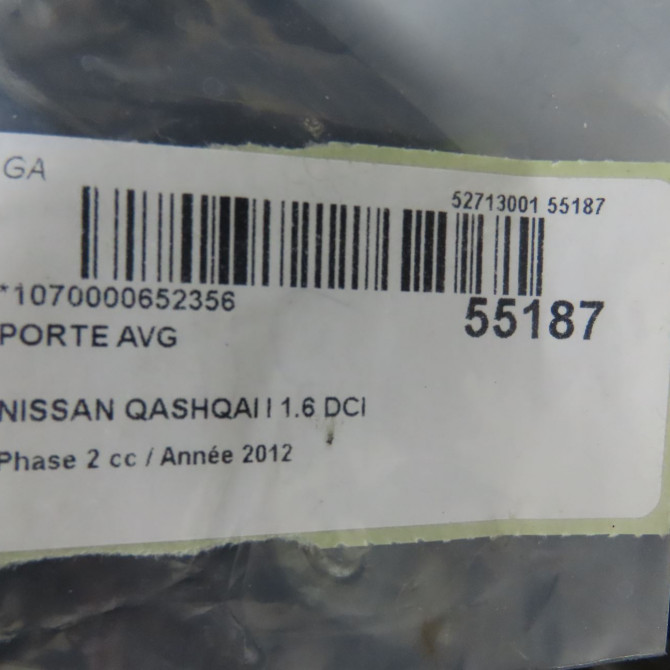 GA
52713001 55187
*1070000652356
55187
PORTE AVG
NISSAN QASHQAI I 1.6 DCI
Phase 2 cc / Année 2012